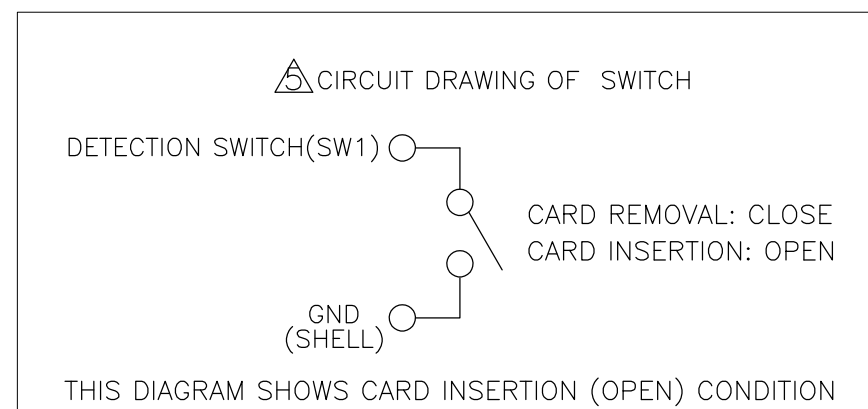 5 CIRCUIT DRAWING OF SWITCH
DETECTION SWITCH(SW1)
CARD REMOVAL: CLOSE
CARD INSERTION: OPEN
GND
(SHELL)
THIS DIAGRAM SHOWS CARD INSERTION (OPEN) CONDITION